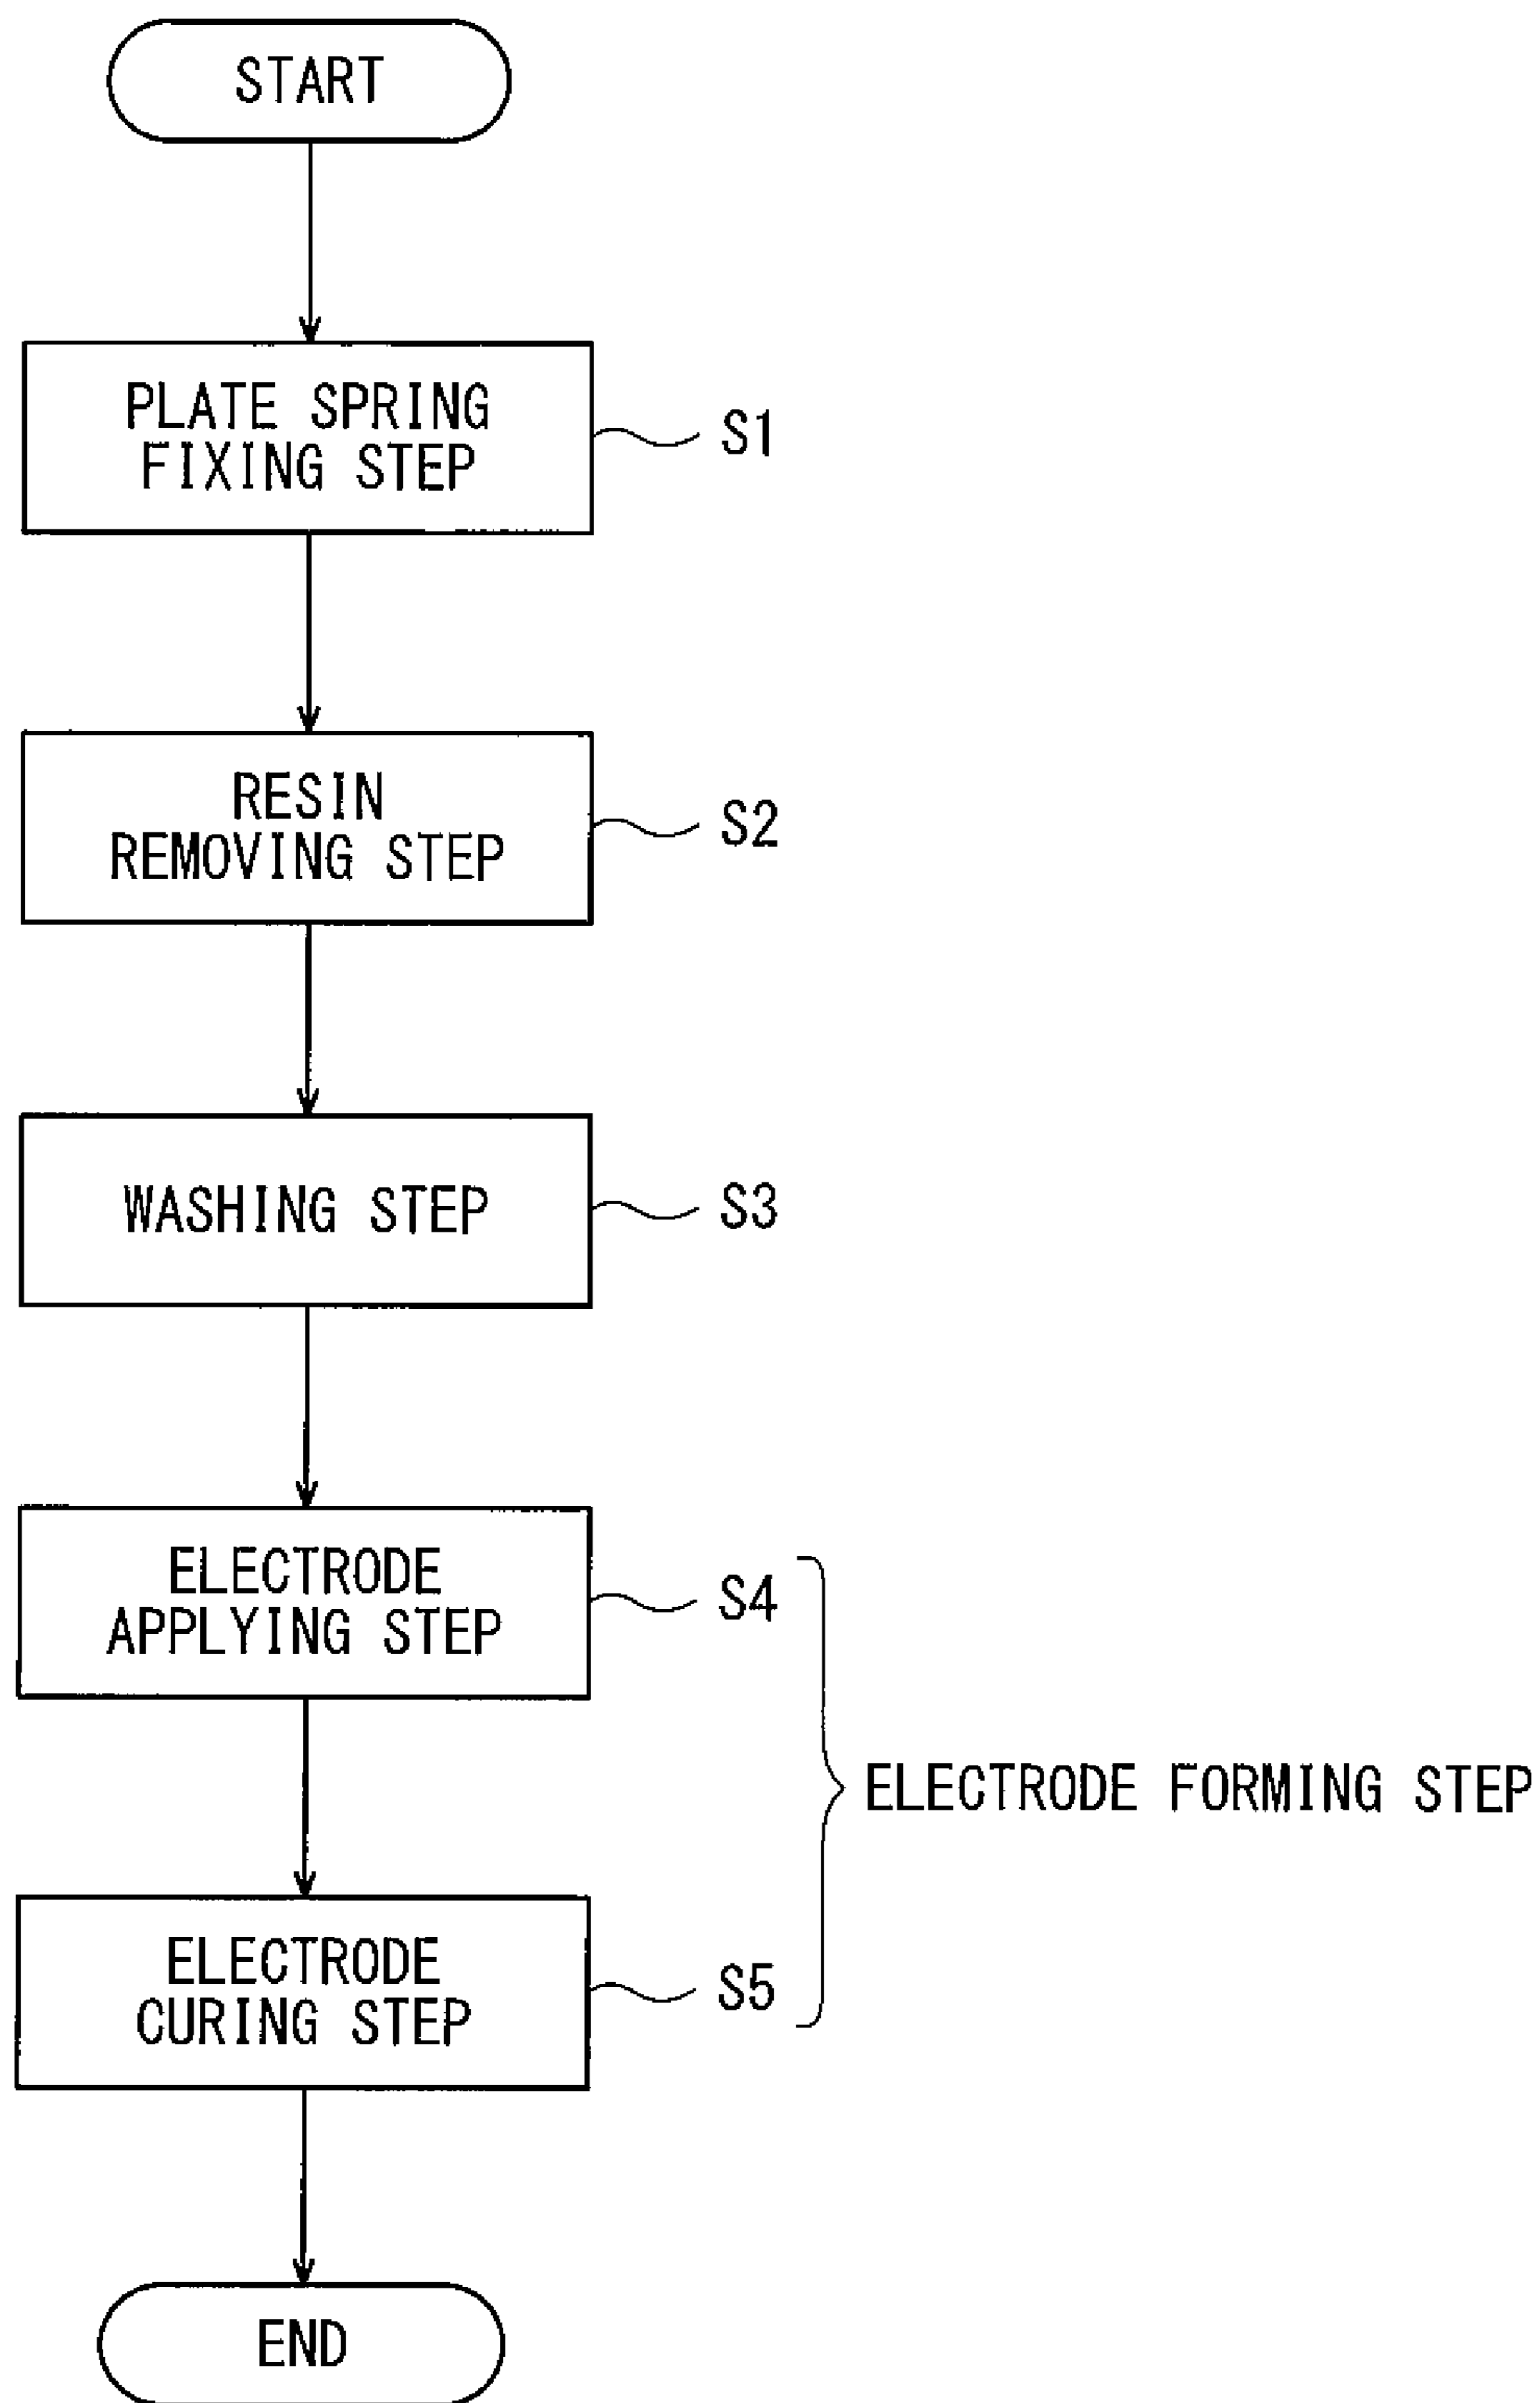 START
PLATE SPRING
FIXING STEP
S1
RESIN
REMOVING STEP
S2
WASHING STEP
S3
ELECTRODE
APPLYING STEP
S4
ELECTRODE FORMING STEP
ELECTRODE
CURING STEP
S5
END